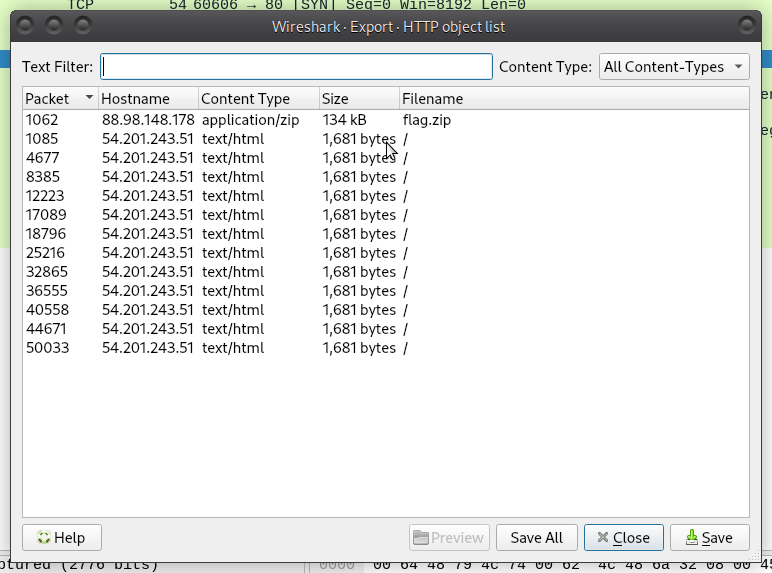 TCP 54 60606 → 80 [SYN] Seq=0 Win=8192 Len=0
Wireshark · Export · HTTP object list
Text Filter: Content Type: All Content-Types
Packet Hostname Content Type Size Filename
1062 88.98.148.178 application/zip 134 kB flag.zip
1085 54.201.243.51 text/html 1,681 bytes /
4677 54.201.243.51 text/html 1,681 bytes /
8385 54.201.243.51 text/html 1,681 bytes /
12223 54.201.243.51 text/html 1,681 bytes /
17089 54.201.243.51 text/html 1,681 bytes /
18796 54.201.243.51 text/html 1,681 bytes /
25216 54.201.243.51 text/html 1,681 bytes /
32865 54.201.243.51 text/html 1,681 bytes /
36555 54.201.243.51 text/html 1,681 bytes /
40558 54.201.243.51 text/html 1,681 bytes /
44671 54.201.243.51 text/html 1,681 bytes /
50033 54.201.243.51 text/html 1,681 bytes /
Help Preview Save All Close Save
ptured (2776 bits) 0000 00 64 48 79 4c 74 00 62 4c 48 6a 32 08 00 45